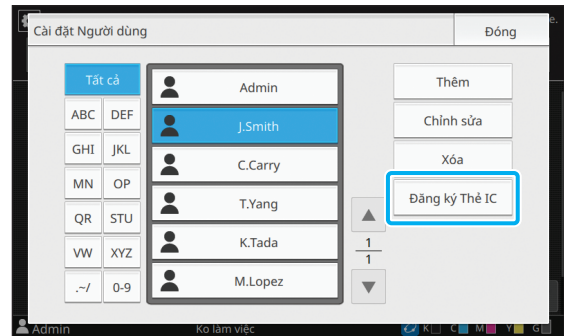 e.
Cài đặt Người dùng
Đóng
Tất cả
ABC DEF
GHI JKL
MN OP
QR STU
VW XYZ
.~/ 0-9
Admin
J.Smith
C.Carry
T.Yang
K.Tada
M.Lopez
1
1
Thêm
Chỉnh sửa
Xóa
Đăng ký Thẻ IC
Admin Ko làm việc K C M Y G